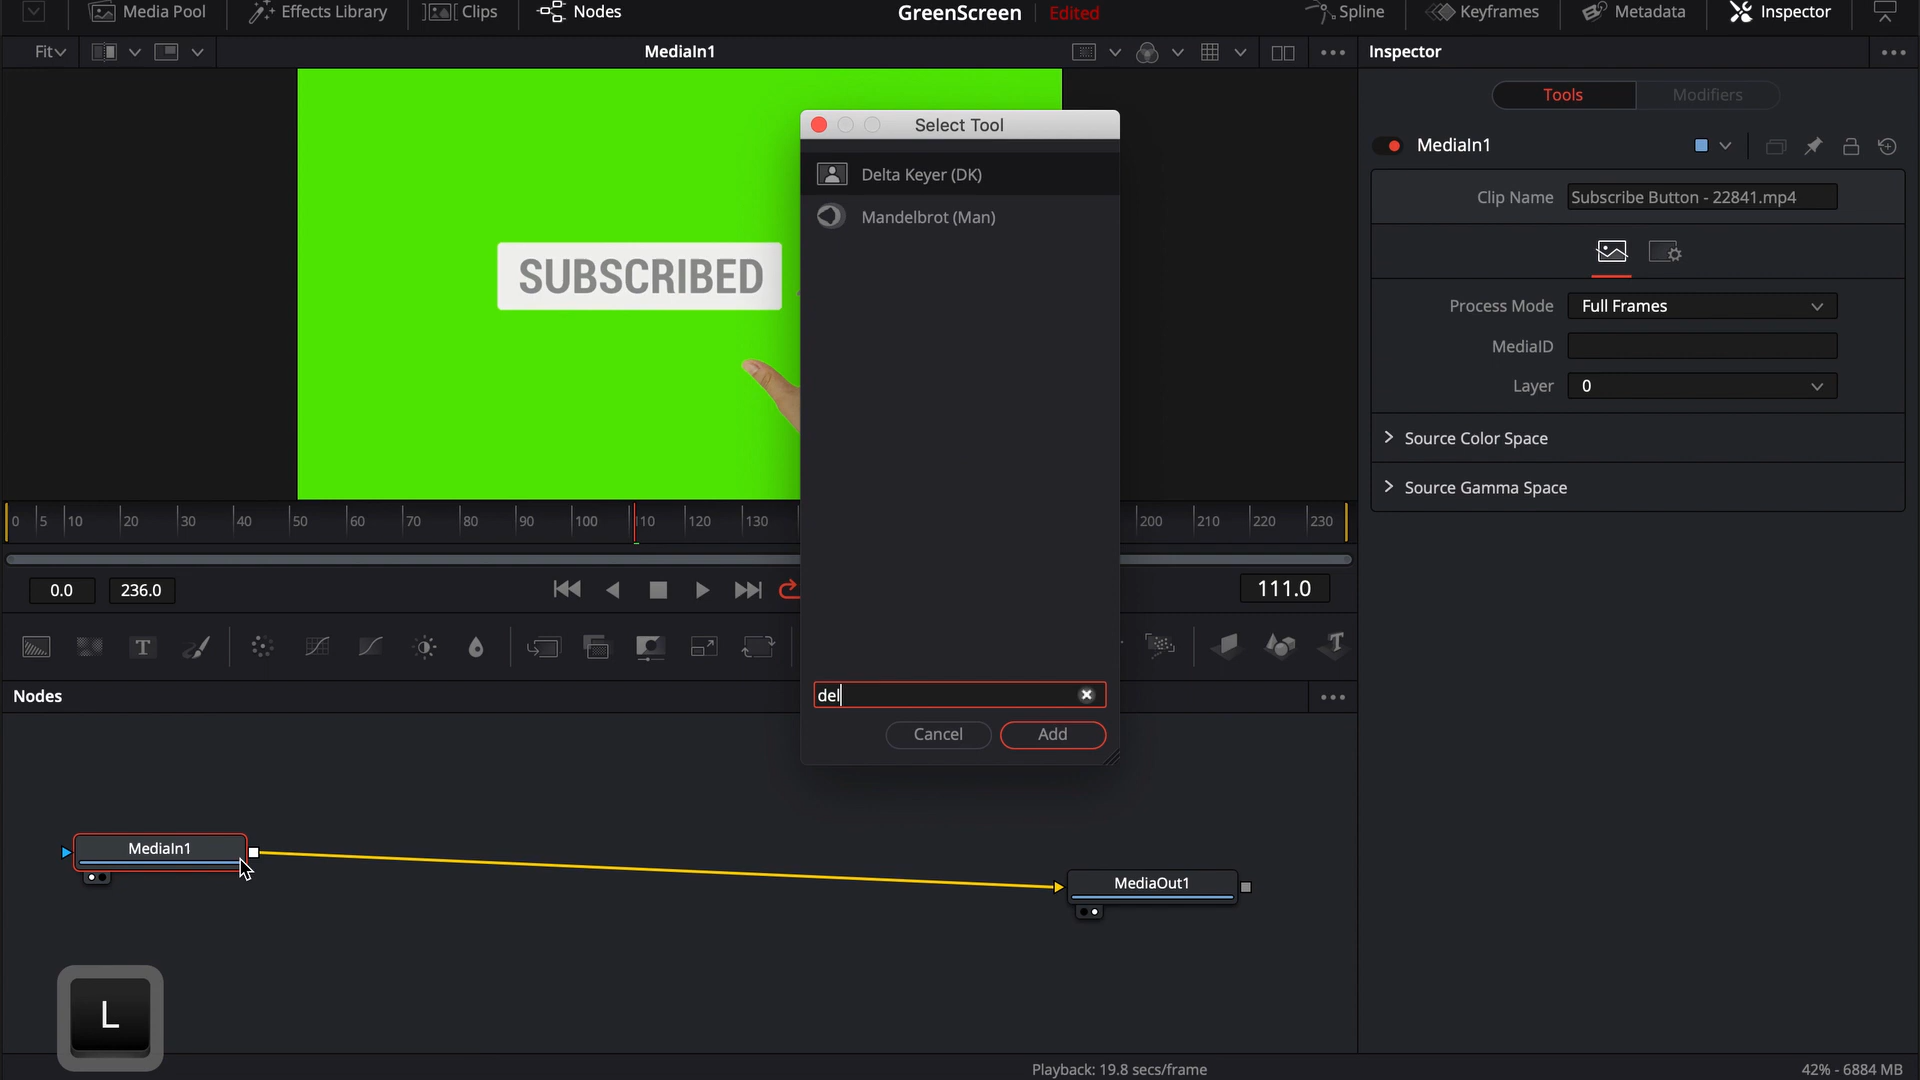 Media Pool
Effects Library
Clips
Nodes
GreenScreen
Edited
Spline
Keyframes
Metadata
Inspector
Fit
MediaIn1
Inspector
Tools
Modifiers
MediaIn1
Clip Name
Subscribe Button - 22841.mp4
Process Mode
Full Frames
MediaID
Layer
0
Source Color Space
Source Gamma Space
SUBSCRIBED
Select Tool
Delta Keyer (DK)
Mandelbrot (Man)
del
Cancel
Add
0 5 10 20 30 40 50 60 70 80 90 100 110 120 130 200 210 220 230
0.0
236.0
111.0
T
T
Nodes
MediaIn1
MediaOut1
L
Playback: 19.8 secs/frame
42% - 6884 MB